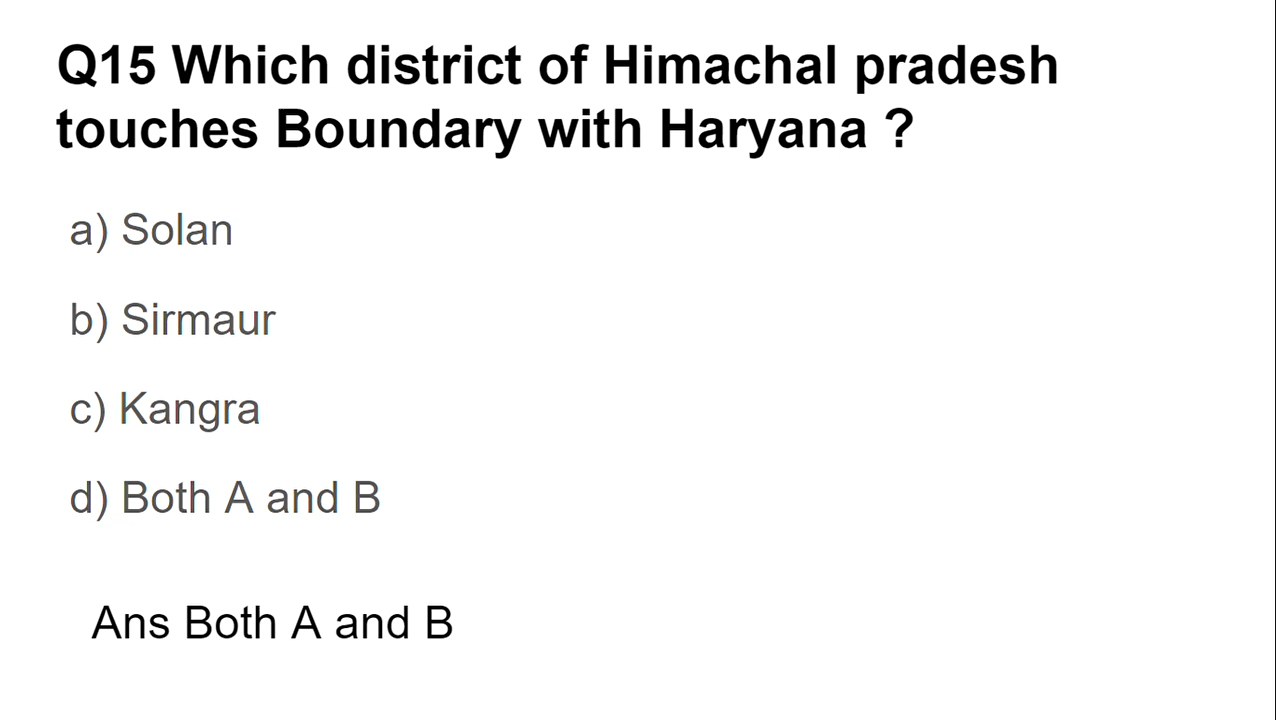 Q15 Which district of Himachal pradesh
touches Boundary with Haryana ?
a) Solan
b) Sirmaur
c) Kangra
d) Both A and B
Ans Both A and B